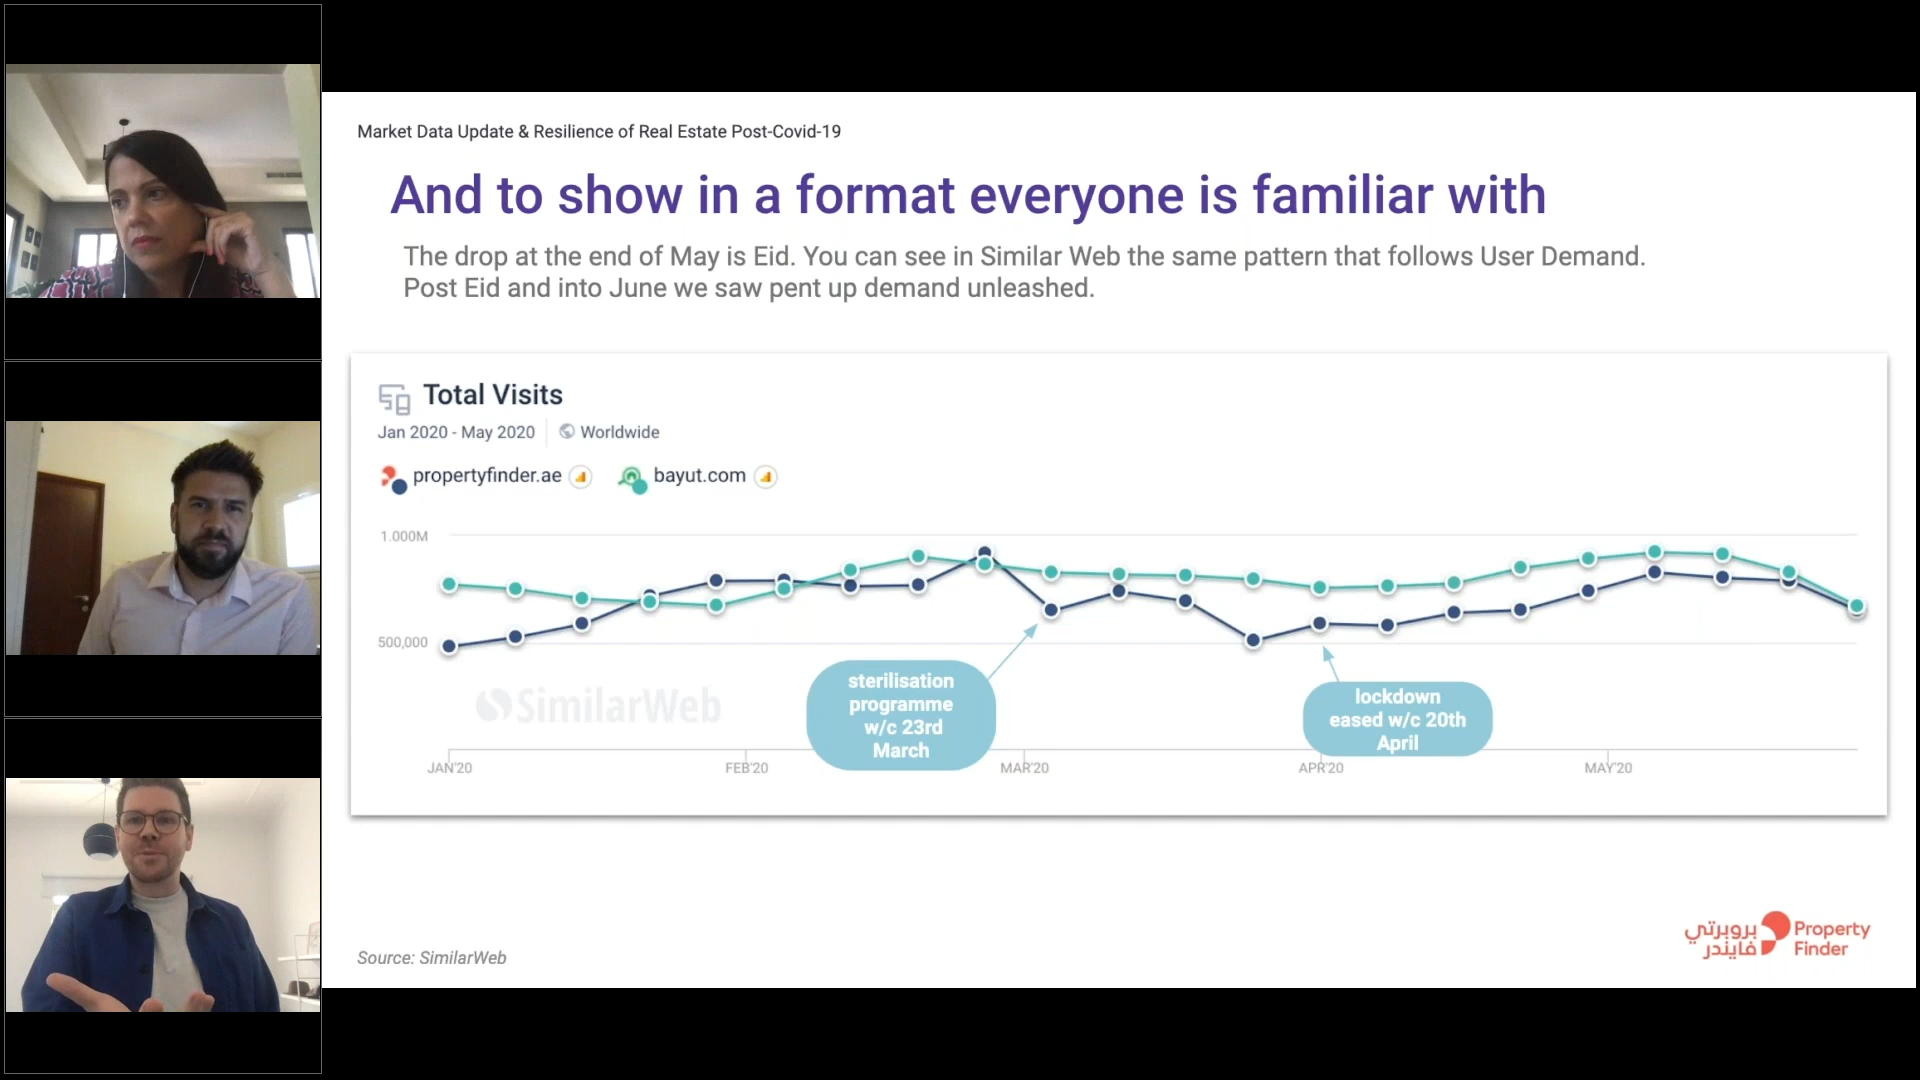 Market Data Update & Resilience of Real Estate Post-Covid-19
And to show in a format everyone is familiar with
The drop at the end of May is Eid. You can see in Similar Web the same pattern that follows User Demand.
Post Eid and into June we saw pent up demand unleashed.
Total Visits
Jan 2020 - May 2020 Worldwide
propertyfinder.ae bayut.com
1.000M
500,000
SimilarWeb
sterilisation
programme
w/c 23rd
March
lockdown
eased w/c 20th
April
JAN'20 FEB'20 MAR'20 APR'20 MAY'20
بروبرتي
فايندر
Property
Finder
Source: SimilarWeb